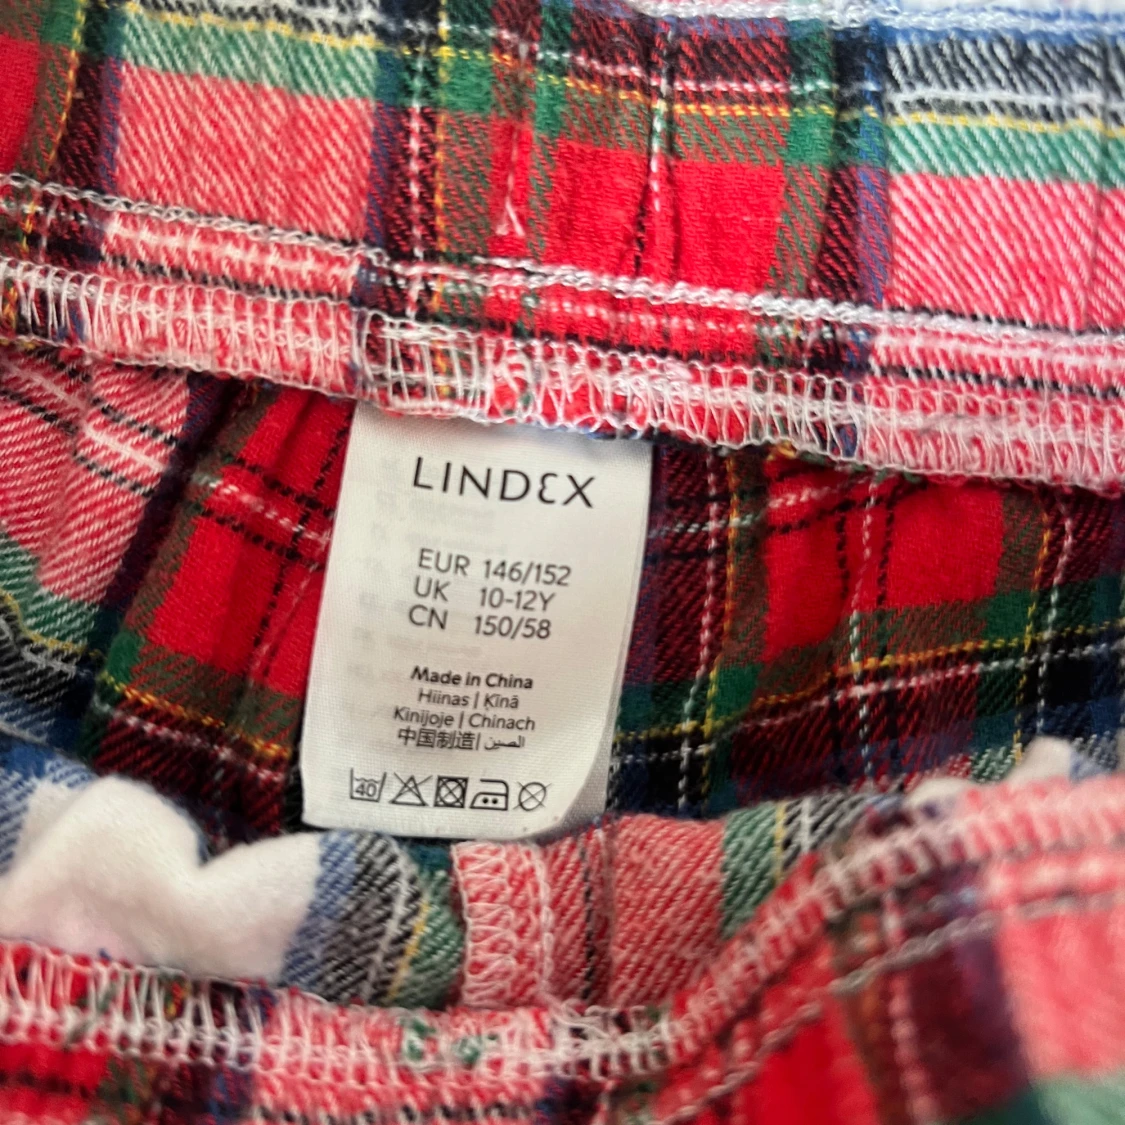 LINDEX
EUR 146/152
UK 10-12Y
CN 150/58
Made in China
Hiinas | Ķīnā
Kinijoje | Chinach
中国制造 | الصين
40